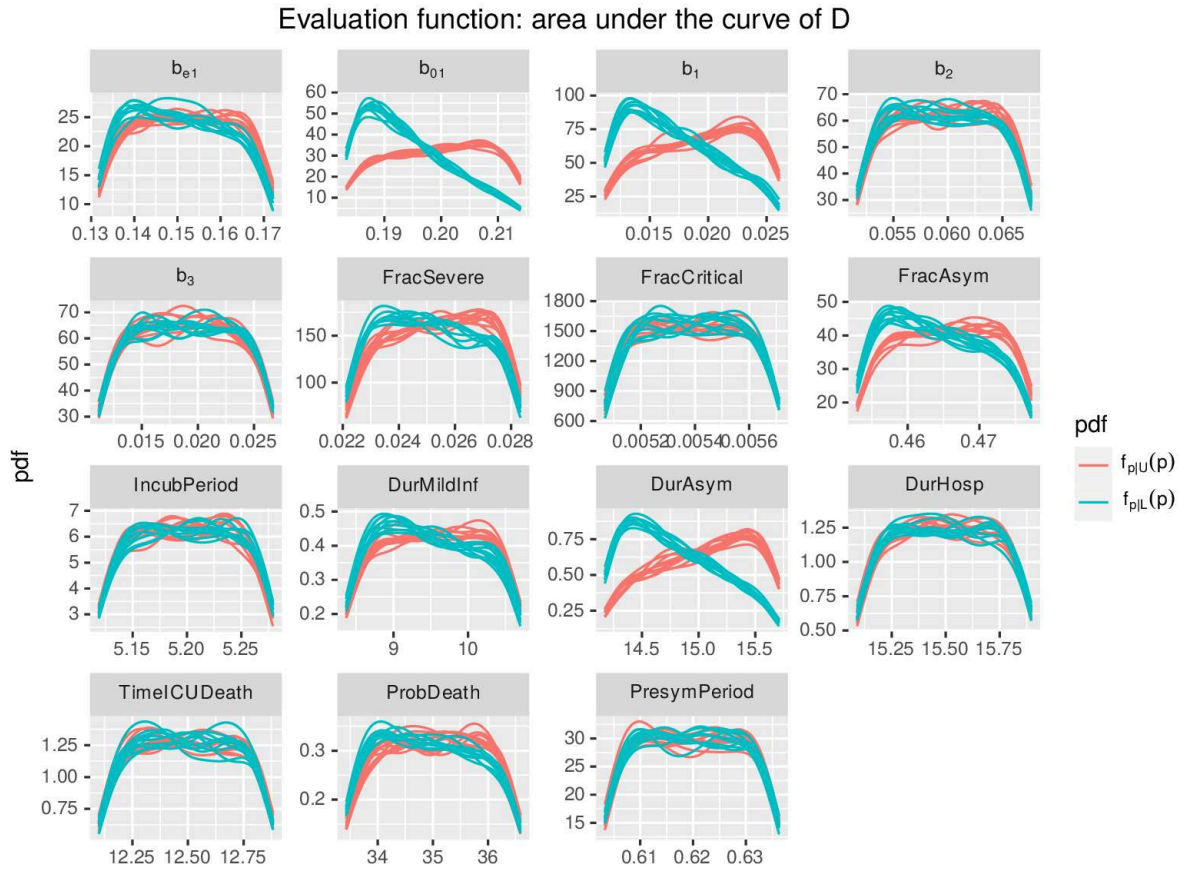 Evaluation function: area under the curve of D
b_e1 b_01 b_1 b_2
25 20 15 10
60 50 40 30 20 10
100 75 50 25
70 60 50 40 30
0.13 0.14 0.15 0.16 0.17
0.19 0.20 0.21
0.015 0.020 0.025
0.055 0.060 0.065
b_3 FracSevere FracCritical FracAsym
70 60 50 40 30
150 100
1800 1500 1200 900 600
50 40 30 20
0.015 0.020 0.025
0.022 0.024 0.026 0.028
0.0052 0.0054 0.0056
0.46 0.47
pdf
IncubPeriod DurMildInf DurAsym DurHosp
7 6 5 4 3
0.5 0.4 0.3 0.2
0.75 0.50 0.25
1.25 1.00 0.75 0.50
5.15 5.20 5.25
9 10
14.5 15.0 15.5
15.25 15.50 15.75
TimeICUDeath ProbDeath PresymPeriod
1.25 1.00 0.75
0.3 0.2
30 25 20 15
12.25 12.50 12.75
34 35 36
0.61 0.62 0.63
pdf
f_p|U(p)
f_p|L(p)